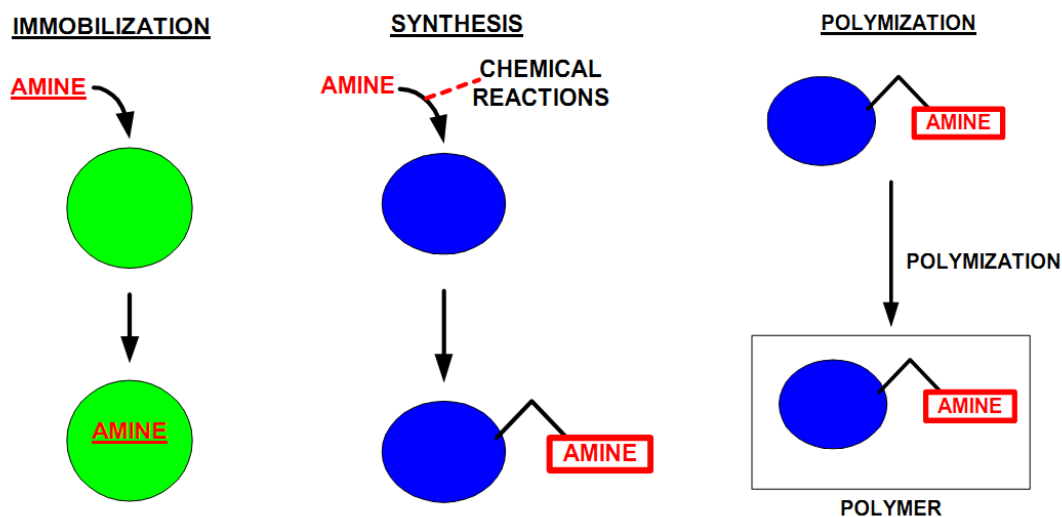 IMMOBILIZATION
AMINE
AMINE
SYNTHESIS
AMINE
CHEMICAL
REACTIONS
AMINE
POLYMIZATION
AMINE
POLYMIZATION
AMINE
POLYMER